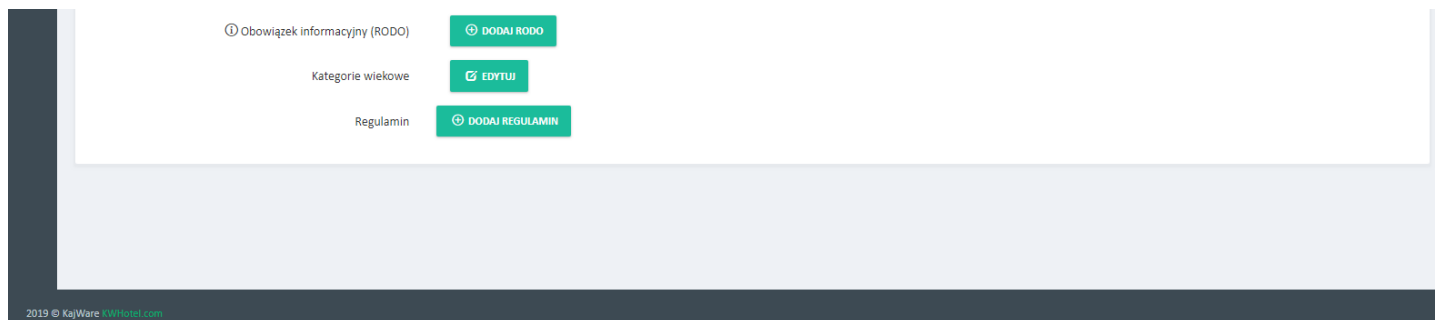 Obowiązek informacyjny (RODO) DODAJ RODO
Kategorie wiekowe EDYTUJ
Regulamin DODAJ REGULAMIN
2019 © KajWare KWHotel.com